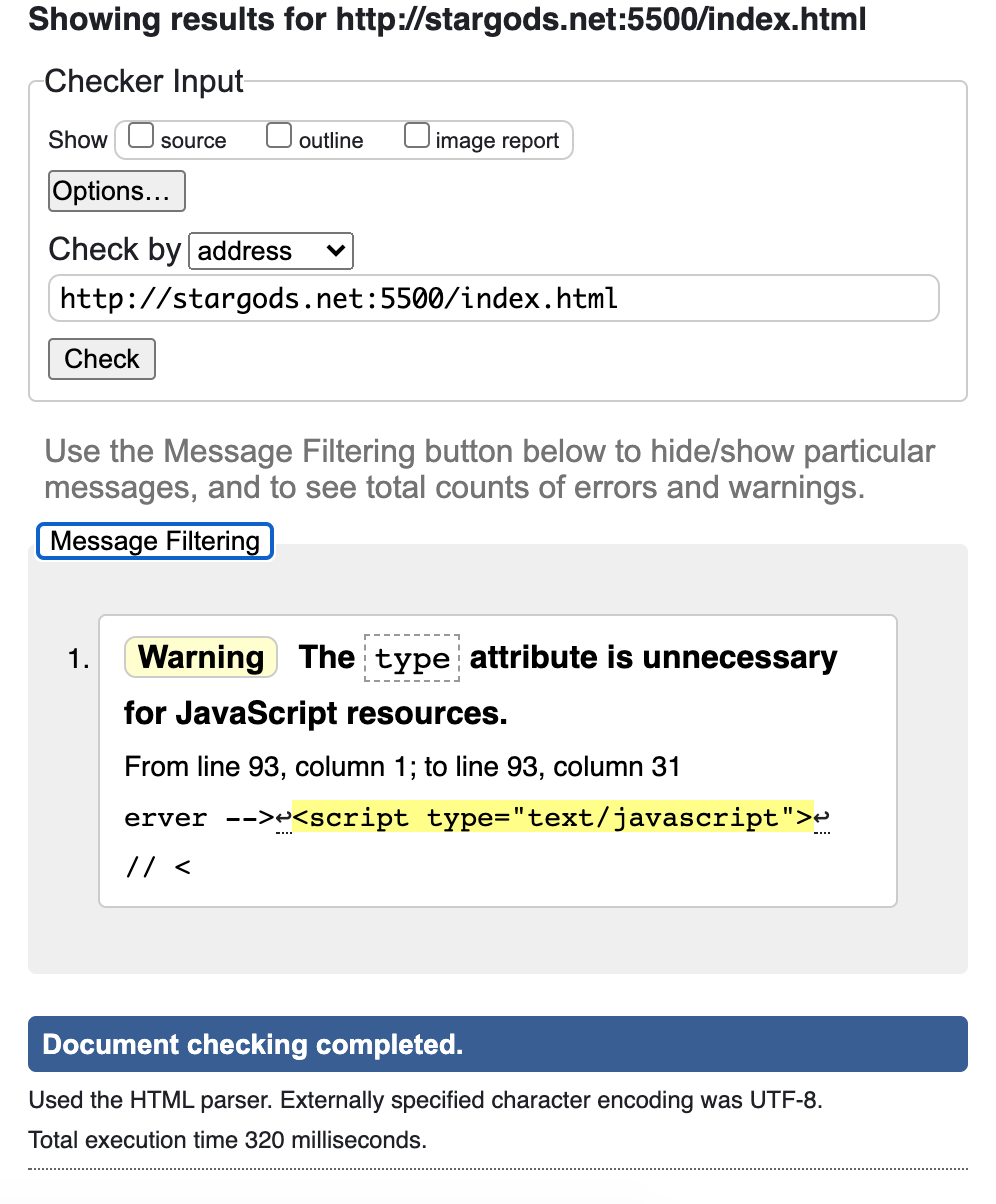 Showing results for http://stargods.net:5500/index.html
Checker Input
Show source outline image report
Options...
Check by address
http://stargods.net:5500/index.html
Check
Use the Message Filtering button below to hide/show particular
messages, and to see total counts of errors and warnings.
Message Filtering
1. Warning The type attribute is unnecessary
for JavaScript resources.
From line 93, column 1; to line 93, column 31
erver -->↩<script type="text/javascript">↩
// <
Document checking completed.
Used the HTML parser. Externally specified character encoding was UTF-8.
Total execution time 320 milliseconds.